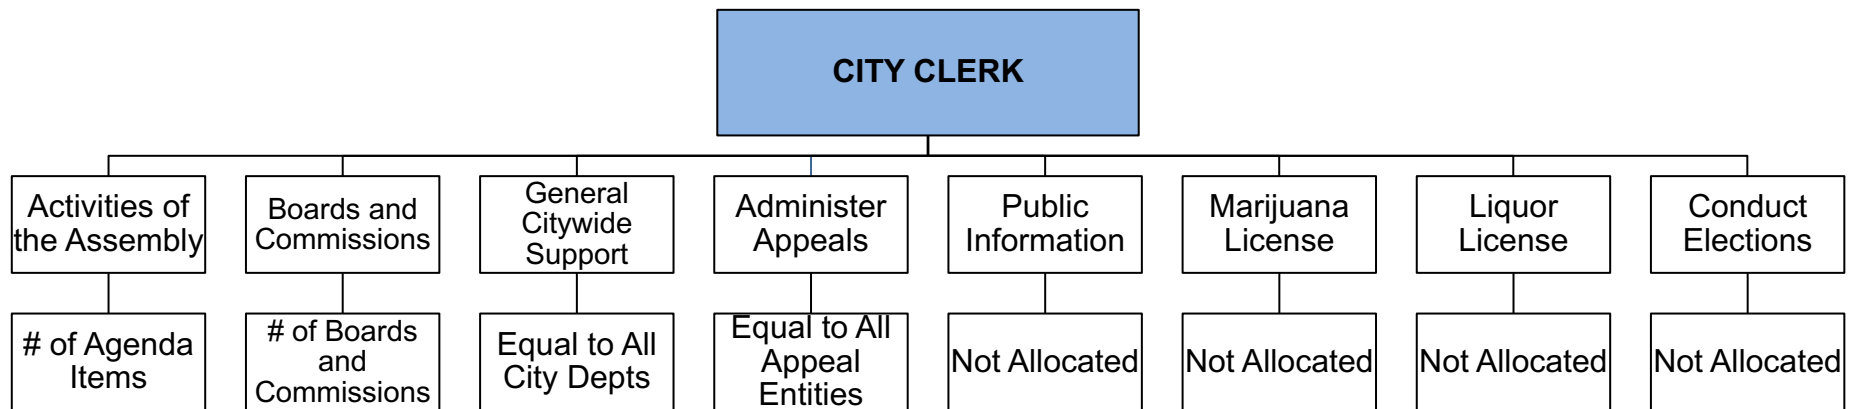 CITY CLERK
Activities of
the Assembly
Boards and
Commissions
General
Citywide
Support
Administer
Appeals
Public
Information
Marijuana
License
Liquor
License
Conduct
Elections
# of Agenda
Items
# of Boards
and
Commissions
Equal to All
City Depts
Equal to All
Appeal
Entities
Not Allocated
Not Allocated
Not Allocated
Not Allocated